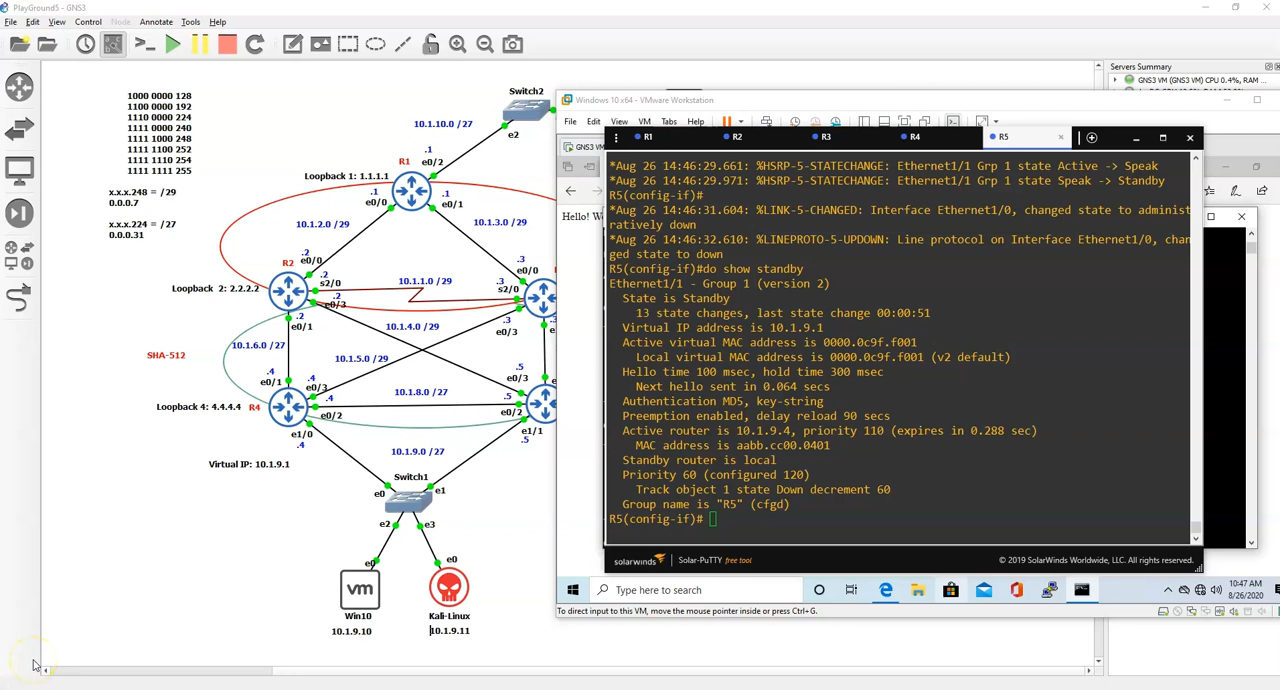 PlayGround5 - GNS3
File Edit View Control Node Annotate Tools Help
1000 0000 128
1100 0000 192
1110 0000 224
1111 0000 240
1111 1000 248
1111 1110 254
1111 1111 255
x.x.x.248 = /29
0.0.0.7
x.x.x.224 = /27
0.0.0.31
Switch2
e2
10.1.10.0 /27
.1
R1
e0/2
Loopback 1: 1.1.1.1
.1
.1
e0/0
e0/1
10.1.2.0 /29
10.1.3.0 /29
.2
R2
e0/0
.3
e0/0
Loopback 2: 2.2.2.2
.2
s2/0
10.1.1.0 /29
.3
s2/0
.2
e0/3
.2
e0/1
.3
e0/3
10.1.4.0 /29
10.1.6.0 /27
SHA-512
10.1.5.0 /29
.5
e0/3
.4
e0/1
.4
e0/3
10.1.8.0 /27
.4
.5
Loopback 4: 4.4.4.4 R4
e0/2
e0/2
e1/0
.4
e1/1
.5
10.1.9.0 /27
Virtual IP: 10.1.9.1
Switch1
e0
e1
e2
e3
e0
e0
vm
Win10
10.1.9.10
Kali-Linux
10.1.9.11
Servers Summary
GNS3 VM (GNS3 VM) CPU 0.4%, RAM ...
Windows 10 x64 - VMware Workstation
File Edit View VM Tabs Help
GNS3 VM
Hello! W
R1 R2 R3 R4 R5
*Aug 26 14:46:29.661: %HSRP-5-STATECHANGE: Ethernet1/1 Grp 1 state Active -> Speak
*Aug 26 14:46:29.971: %HSRP-5-STATECHANGE: Ethernet1/1 Grp 1 state Speak -> Standby
R5(config-if)#
*Aug 26 14:46:31.604: %LINK-5-CHANGED: Interface Ethernet1/0, changed state to administ
ratively down
*Aug 26 14:46:32.610: %LINEPROTO-5-UPDOWN: Line protocol on Interface Ethernet1/0, chan
ged state to down
R5(config-if)#do show standby
Ethernet1/1 - Group 1 (version 2)
State is Standby
13 state changes, last state change 00:00:51
Virtual IP address is 10.1.9.1
Active virtual MAC address is 0000.0c9f.f001
Local virtual MAC address is 0000.0c9f.f001 (v2 default)
Hello time 100 msec, hold time 300 msec
Next hello sent in 0.064 secs
Authentication MD5, key-string
Preemption enabled, delay reload 90 secs
Active router is 10.1.9.4, priority 110 (expires in 0.288 sec)
MAC address is aabb.cc00.0401
Standby router is local
Priority 60 (configured 120)
Track object 1 state Down decrement 60
Group name is "R5" (cfgd)
R5(config-if)#
solarwinds Solar-PuTTY free tool © 2019 SolarWinds Worldwide, LLC. All rights reserved.
Type here to search
10:47 AM
8/26/2020
To direct input to this VM, move the mouse pointer inside or press Ctrl+G.